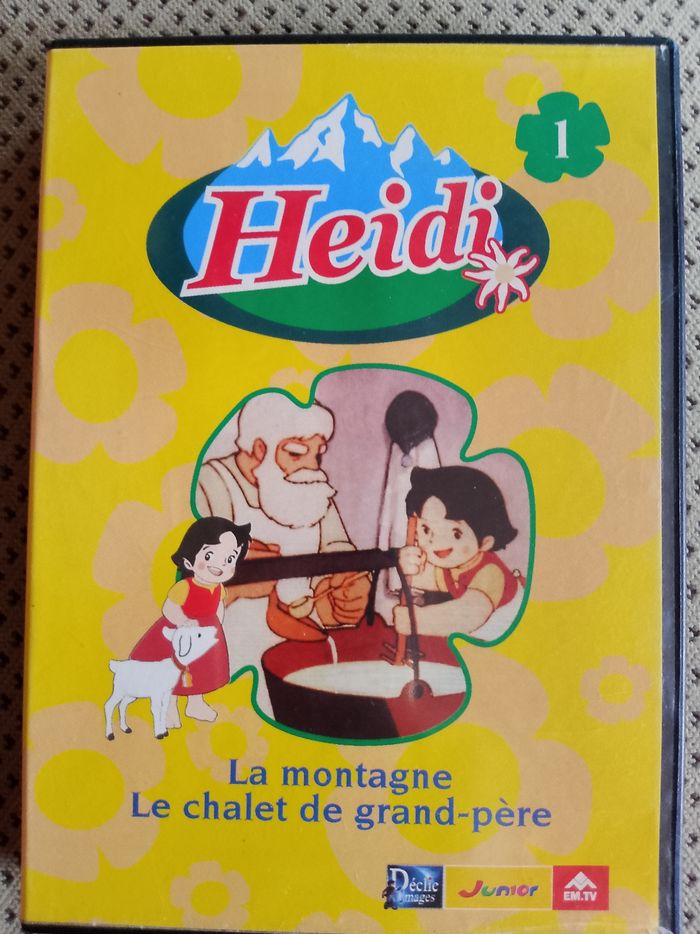 1
Heidi
La montagne
Le chalet de grand-père
Déclic Images
Junior
EM.TV